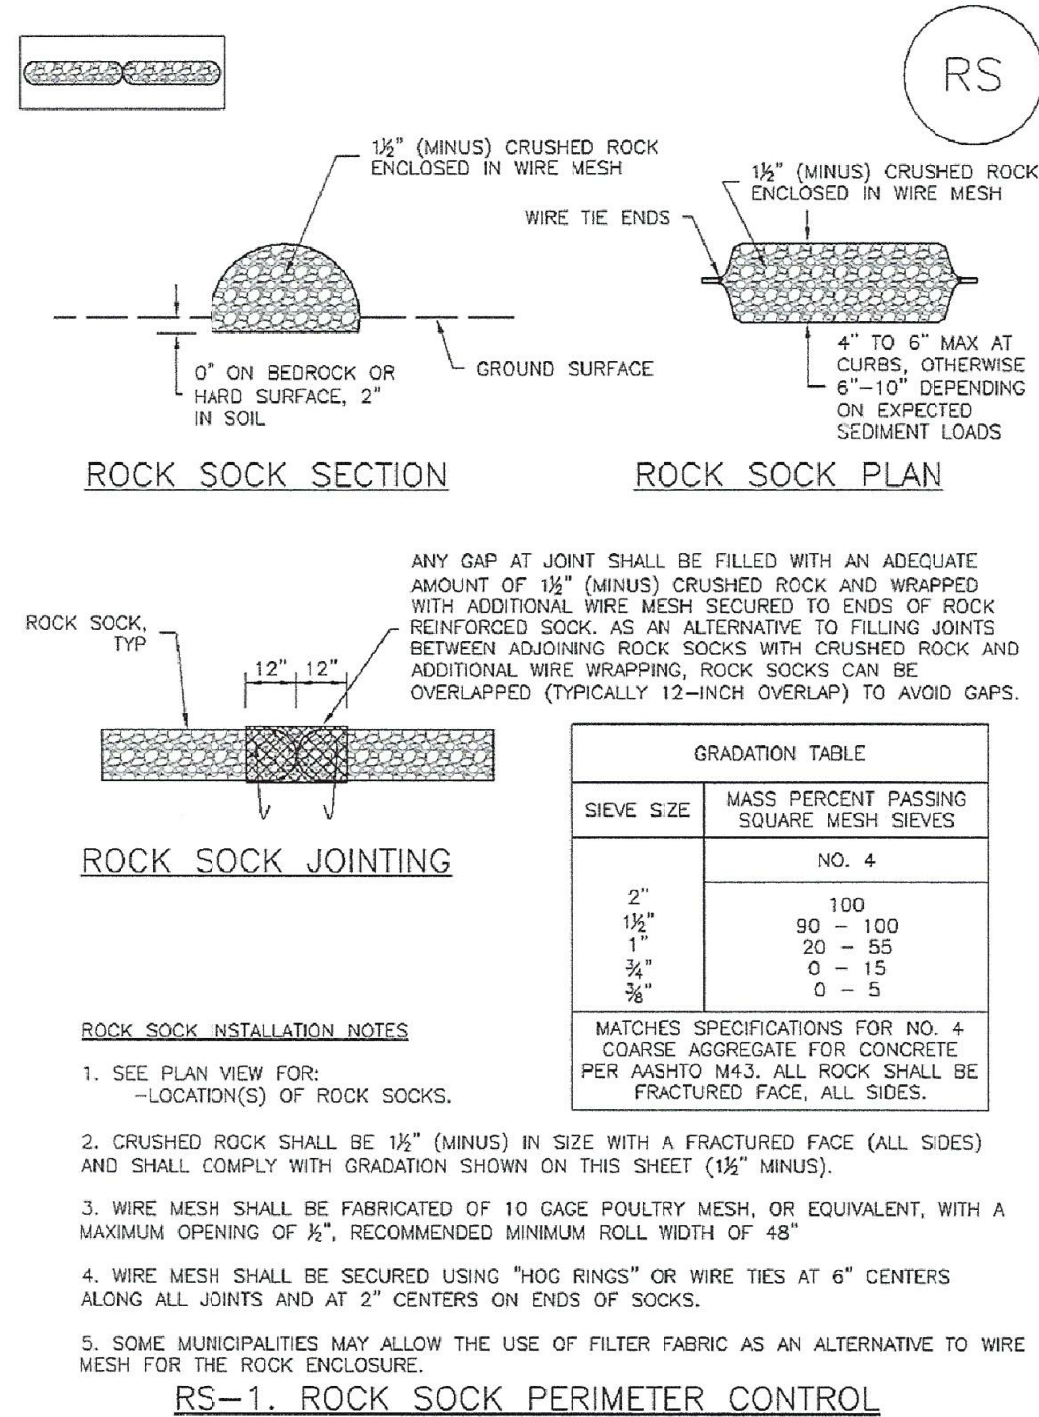 RS
1½" (MINUS) CRUSHED ROCK
ENCLOSED IN WIRE MESH
0" ON BEDROCK OR
HARD SURFACE, 2"
IN SOIL
GROUND SURFACE
ROCK SOCK SECTION
1½" (MINUS) CRUSHED ROCK
ENCLOSED IN WIRE MESH
WIRE TIE ENDS
4" TO 6" MAX AT
CURBS, OTHERWISE
6"-10" DEPENDING
ON EXPECTED
SEDIMENT LOADS
ROCK SOCK PLAN
ANY GAP AT JOINT SHALL BE FILLED WITH AN ADEQUATE
AMOUNT OF 1½" (MINUS) CRUSHED ROCK AND WRAPPED
WITH ADDITIONAL WIRE MESH SECURED TO ENDS OF ROCK
REINFORCED SOCK. AS AN ALTERNATIVE TO FILLING JOINTS
BETWEEN ADJOINING ROCK SOCKS WITH CRUSHED ROCK AND
ADDITIONAL WIRE WRAPPING, ROCK SOCKS CAN BE
OVERLAPPED (TYPICALLY 12-INCH OVERLAP) TO AVOID GAPS.
ROCK SOCK,
TYP
12" 12"
ROCK SOCK JOINTING
GRADATION TABLE
SIEVE SIZE
MASS PERCENT PASSING
SQUARE MESH SIEVES
NO. 4
2" 100
1½" 90 - 100
1" 20 - 55
¾" 0 - 15
⅜" 0 - 5
MATCHES SPECIFICATIONS FOR NO. 4
COARSE AGGREGATE FOR CONCRETE
PER AASHTO M43. ALL ROCK SHALL BE
FRACTURED FACE, ALL SIDES.
ROCK SOCK INSTALLATION NOTES
1. SEE PLAN VIEW FOR:
-LOCATION(S) OF ROCK SOCKS.
2. CRUSHED ROCK SHALL BE 1½" (MINUS) IN SIZE WITH A FRACTURED FACE (ALL SIDES)
AND SHALL COMPLY WITH GRADATION SHOWN ON THIS SHEET (1½" MINUS).
3. WIRE MESH SHALL BE FABRICATED OF 10 GAGE POULTRY MESH, OR EQUIVALENT, WITH A
MAXIMUM OPENING OF ½", RECOMMENDED MINIMUM ROLL WIDTH OF 48"
4. WIRE MESH SHALL BE SECURED USING "HOG RINGS" OR WIRE TIES AT 6" CENTERS
ALONG ALL JOINTS AND AT 2" CENTERS ON ENDS OF SOCKS.
5. SOME MUNICIPALITIES MAY ALLOW THE USE OF FILTER FABRIC AS AN ALTERNATIVE TO WIRE
MESH FOR THE ROCK ENCLOSURE.
RS-1. ROCK SOCK PERIMETER CONTROL